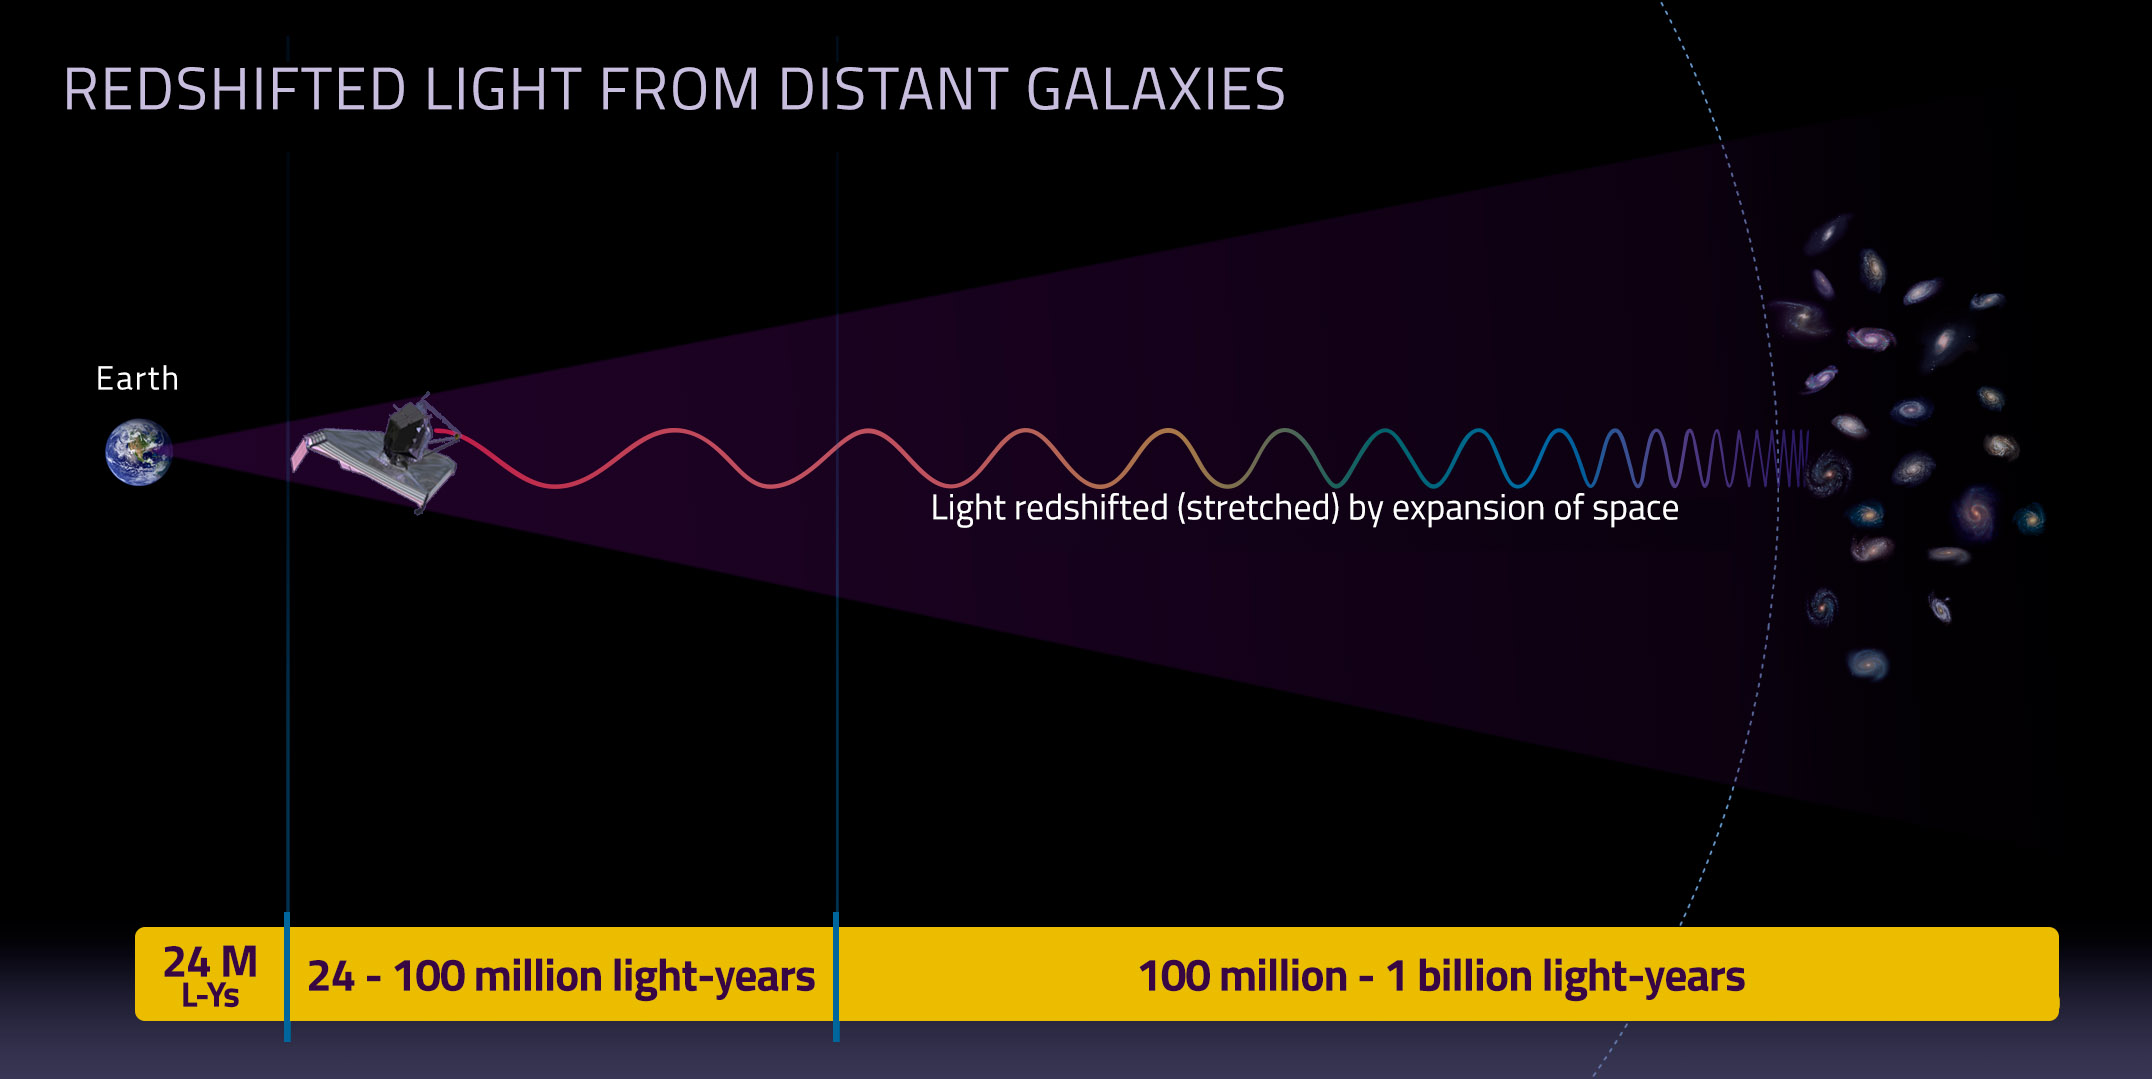 REDSHIFTED LIGHT FROM DISTANT GALAXIES
Earth
Light redshifted (stretched) by expansion of space
24 M
L-Ys
24 - 100 million light-years
100 million - 1 billion light-years